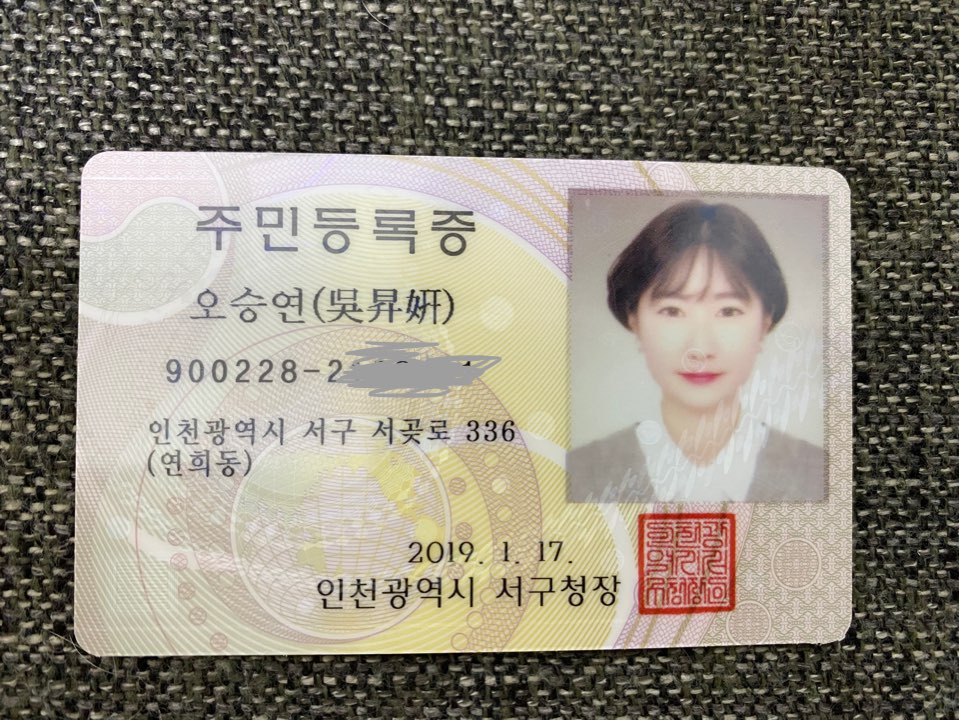 주민등록증
오승연(吳昇姸)
900228-2
인천광역시 서구 서곶로 336
(연희동)
2019. 1. 17.
인천광역시 서구청장